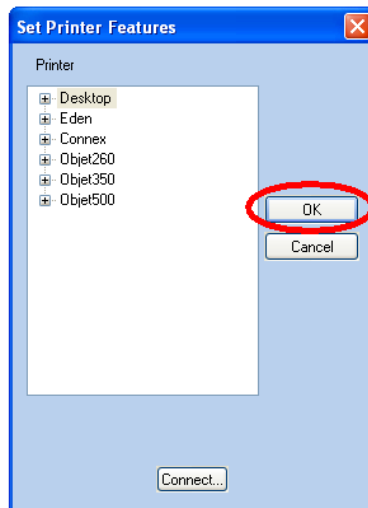 Set Printer Features
Printer
Desktop
Eden
Connex
Objet260
Objet350
Objet500
OK
Cancel
Connect...